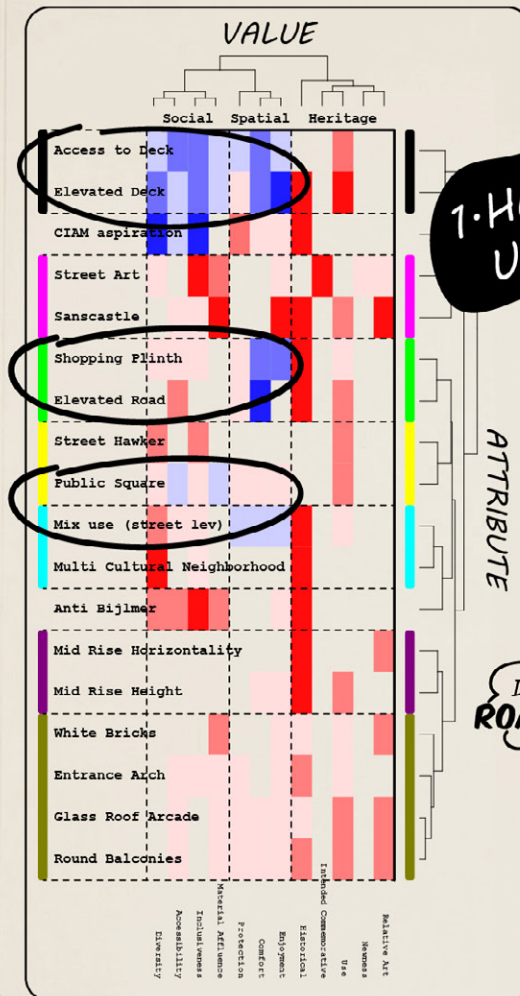 VALUE
Social Spatial Heritage
Access to Deck
Elevated Deck
CIAM aspiration
Street Art
Sanscastle
Shopping Plinth
Elevated Road
Street Hawker
Public Square
Mix use (street lev)
Multi Cultural Neighborhood
Anti Bijlmer
Mid Rise Horizontality
Mid Rise Height
White Bricks
Entrance Arch
Glass Roof Arcade
Round Balconies
Diversity
Accessibility
Inclusiveness
Material Affluence
Protection
Comfort
Enjoyment
Historical
Intended Commemorative
Use
Newness
Relative Art
ATTRIBUTE
1.